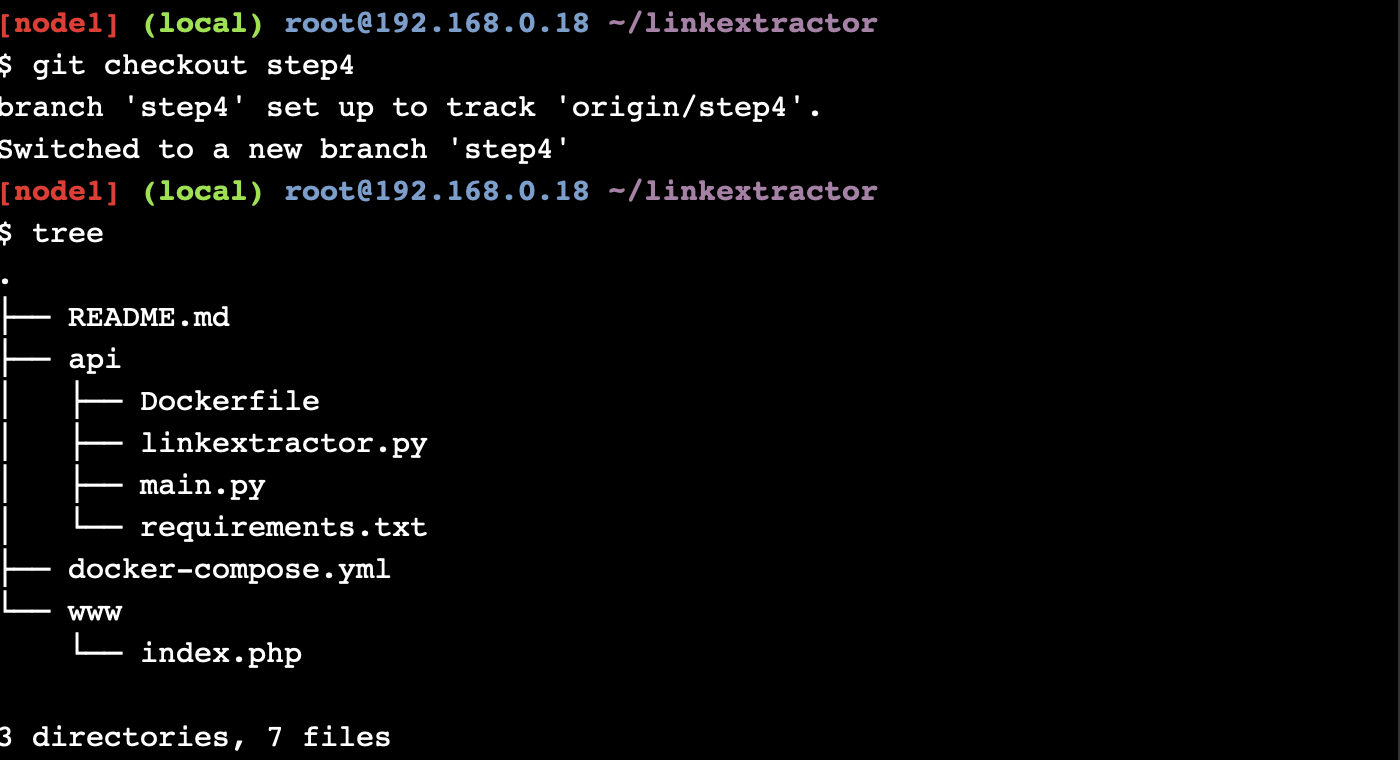 [node1] (local) root@192.168.0.18 ~/linkextractor
$ git checkout step4
branch 'step4' set up to track 'origin/step4'.
Switched to a new branch 'step4'
[node1] (local) root@192.168.0.18 ~/linkextractor
$ tree
.
├── README.md
├── api
│   ├── Dockerfile
│   ├── linkextractor.py
│   ├── main.py
│   └── requirements.txt
├── docker-compose.yml
└── www
    └── index.php
3 directories, 7 files